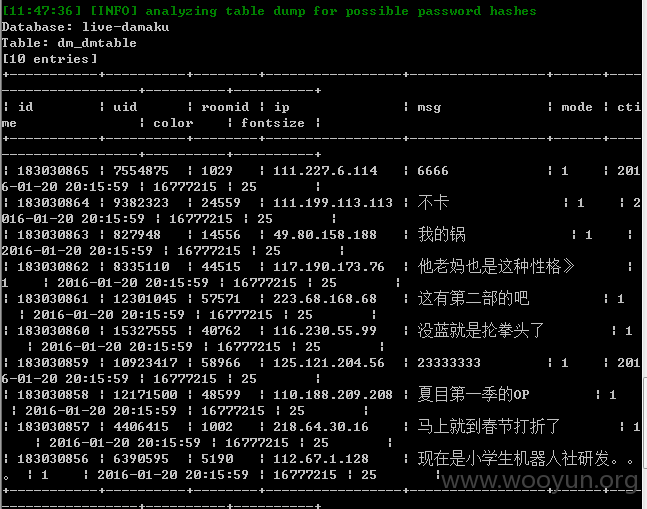 [11:47:36] [INFO] analyzing table dump for possible password hashes
Database: live-damaku
Table: dm_dmtable
[10 entries]
+-----------+----------+--------+-----------------+----------------+------+-----
----------------+----------+----------+
| id | uid | roomid | ip | msg | mode | cti
me | color | fontsize |
+-----------+----------+--------+-----------------+----------------+------+-----
----------------+----------+----------+
| 183030865 | 7554875 | 1029 | 111.227.6.114 | 6666 | 1 | 201
6-01-20 20:15:59 | 16777215 | 25 |
| 183030864 | 9382323 | 24559 | 111.199.113.113 | 不卡 | 1 | 2
016-01-20 20:15:59 | 16777215 | 25 |
| 183030863 | 827948 | 14556 | 49.80.158.188 | 我的锅 | 1 |
2016-01-20 20:15:59 | 16777215 | 25 |
| 183030862 | 8335110 | 44515 | 117.190.173.76 | 他老妈也是这种性格》 |
1 | 2016-01-20 20:15:59 | 16777215 | 25 |
| 183030861 | 12301045 | 57571 | 223.68.168.68 | 这有第二部的吧 | 1
| 2016-01-20 20:15:59 | 16777215 | 25 |
| 183030860 | 15327555 | 40762 | 116.230.55.99 | 没蓝就是抡拳头了 | 1
| 2016-01-20 20:15:59 | 16777215 | 25 |
| 183030859 | 10923417 | 58966 | 125.121.204.56 | 23333333 | 1 | 201
6-01-20 20:15:59 | 16777215 | 25 |
| 183030858 | 12171500 | 48599 | 110.188.209.208 | 夏目第一季的OP | 1
| 2016-01-20 20:15:59 | 16777215 | 25 |
| 183030857 | 4406415 | 1002 | 218.64.30.16 | 马上就到春节打折了 | 1
| 2016-01-20 20:15:59 | 16777215 | 25 |
| 183030856 | 6390595 | 5190 | 112.67.1.128 | 现在是小学生机器人社研发。。
。 | 1 | 2016-01-20 20:15:59 | 16777215 | 25 |
www.wooyun.org
+-----------+----------+--------+-----------------+----------------+------+-----
----------------+----------+----------+